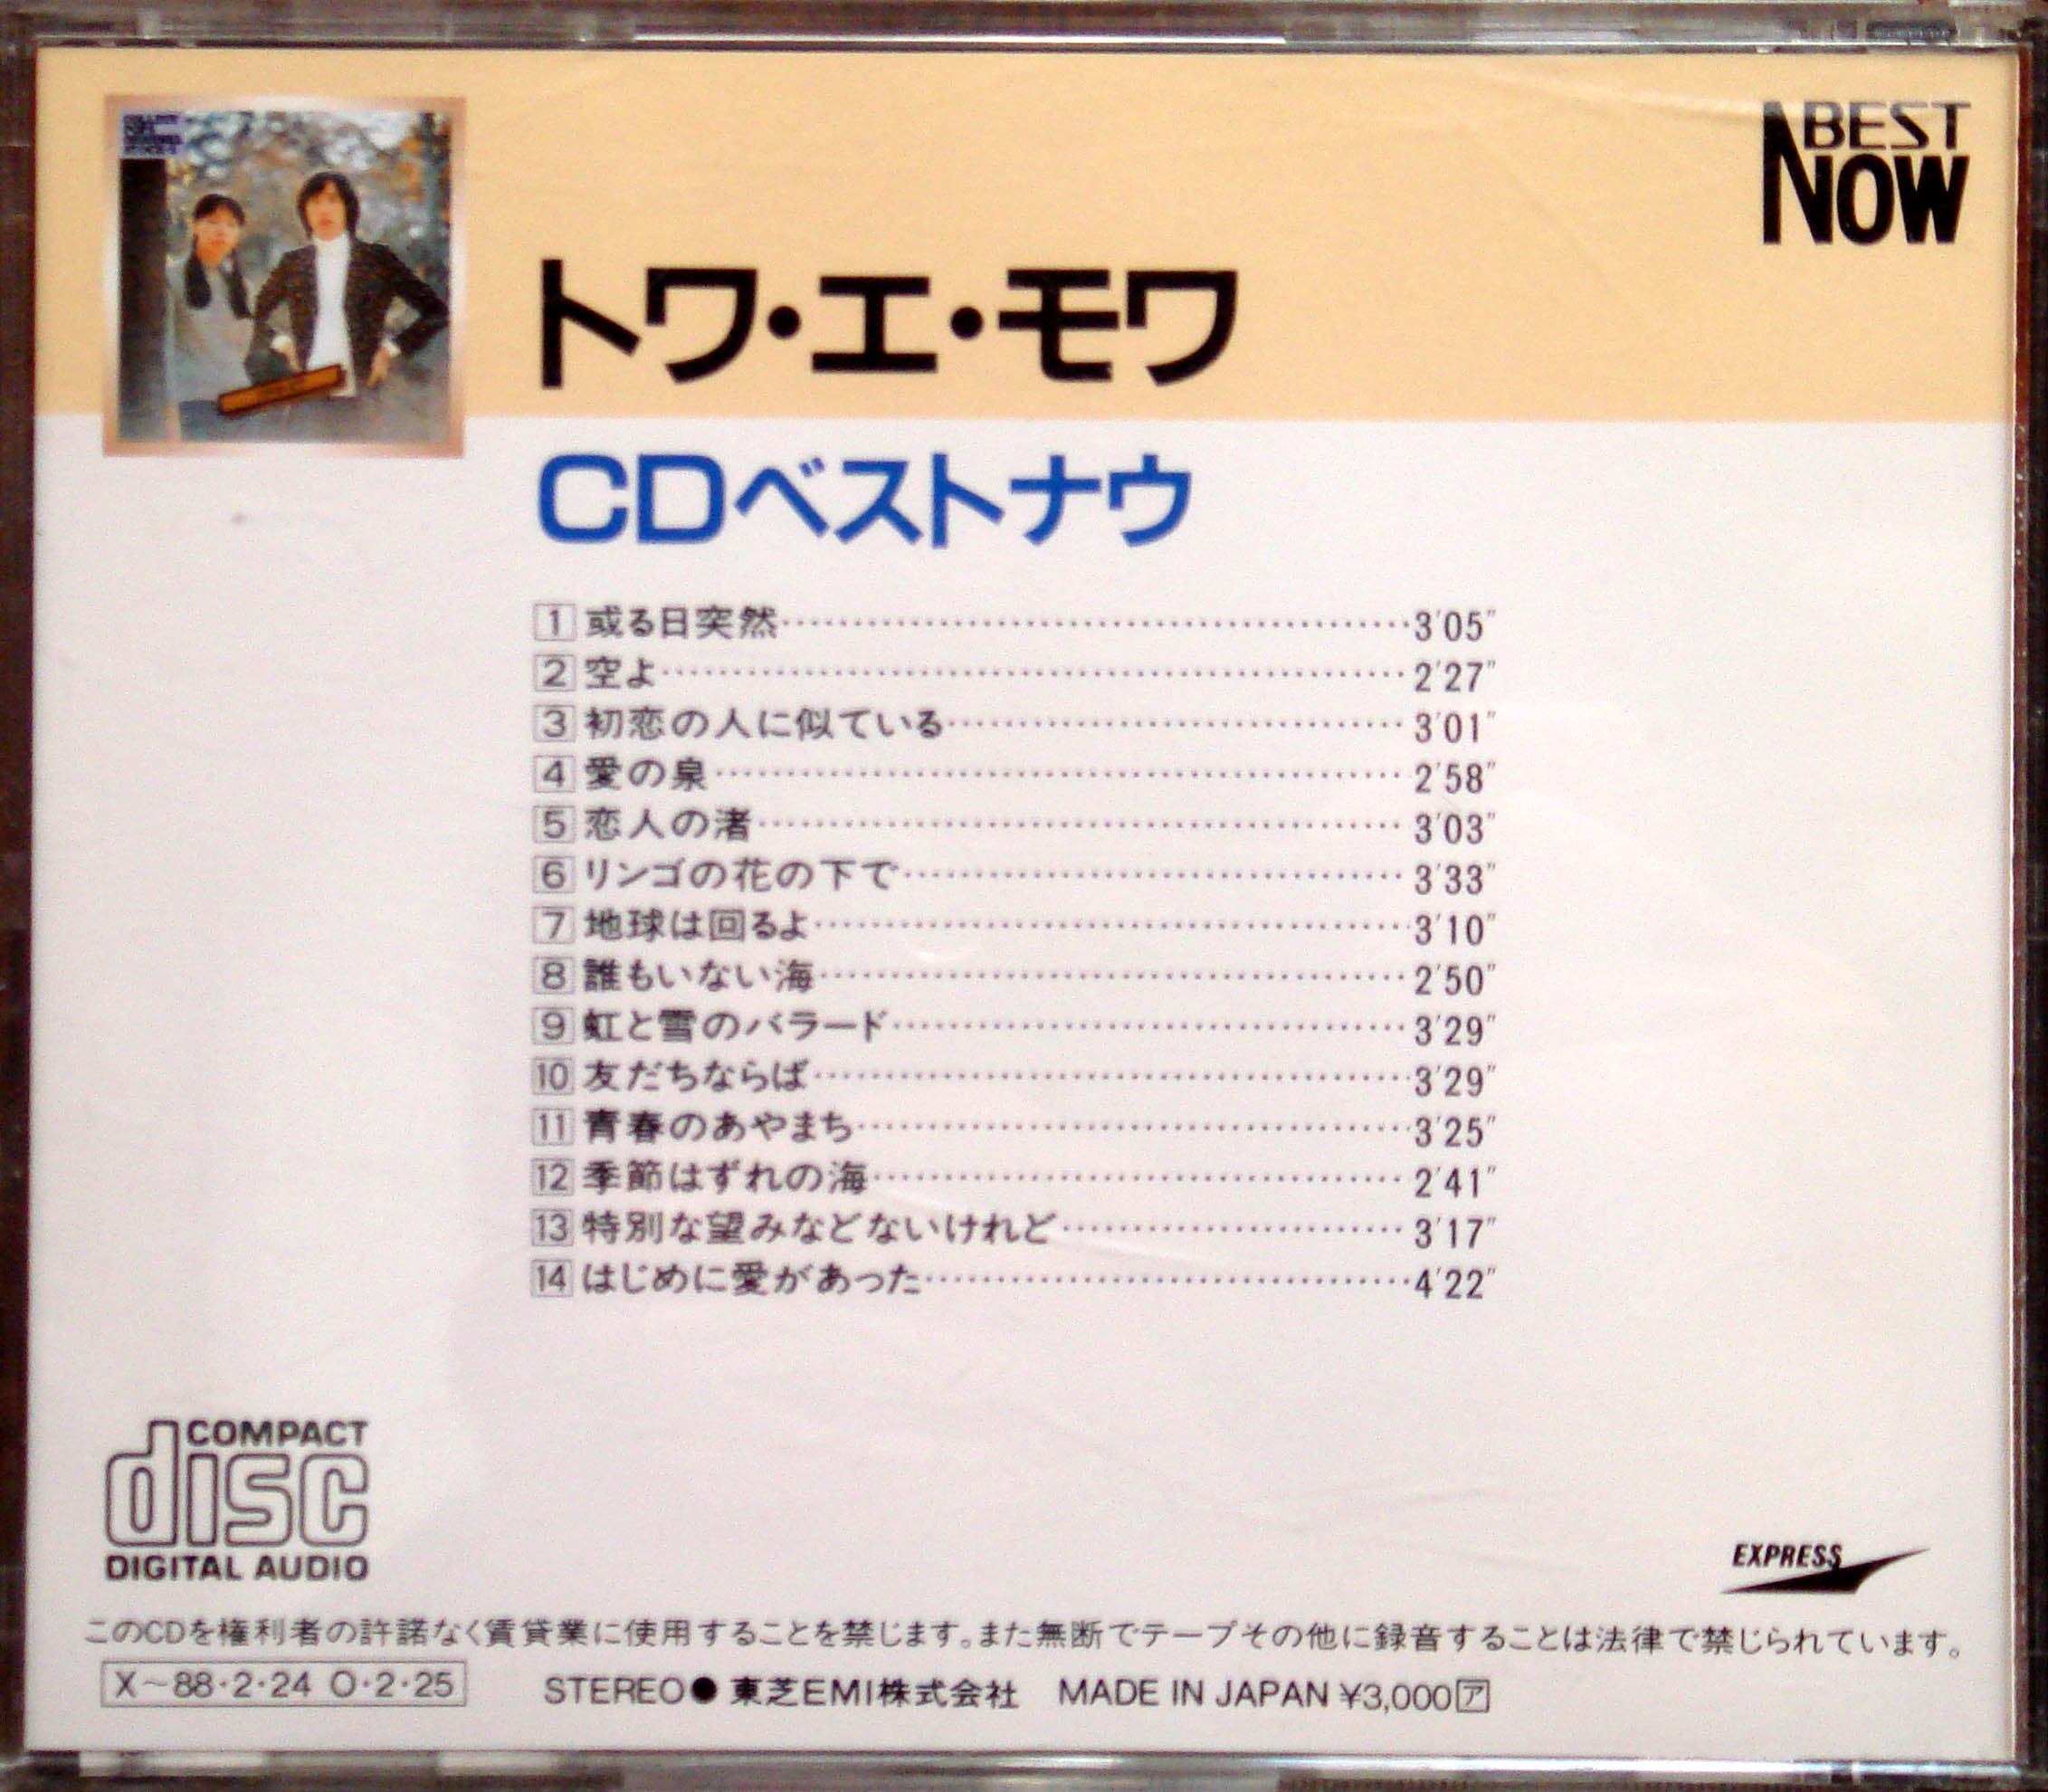 BEST
NOW
トワ・エ・モワ
CDベストナウ
1 或る日突然 3′05″
2 空よ 2′27″
3 初恋の人に似ている 3′01″
4 愛の泉 2′58″
5 恋人の渚 3′03″
6 リンゴの花の下で 3′33″
7 地球は回るよ 3′10″
8 誰もいない海 2′50″
9 虹と雪のバラード 3′29″
10 友だちならば 3′29″
11 青春のあやまち 3′25″
12 季節はずれの海 2′41″
13 特別な望みなどないけれど 3′17″
14 はじめに愛があった 4′22″
COMPACT
disc
DIGITAL AUDIO
EXPRESS
このCDを権利者の許諾なく賃貸業に使用することを禁じます。また無断でテープその他に録音することは法律で禁じられています。
X〜88・2・24 O・2・25 STEREO● 東芝EMI株式会社 MADE IN JAPAN ¥3,000ア